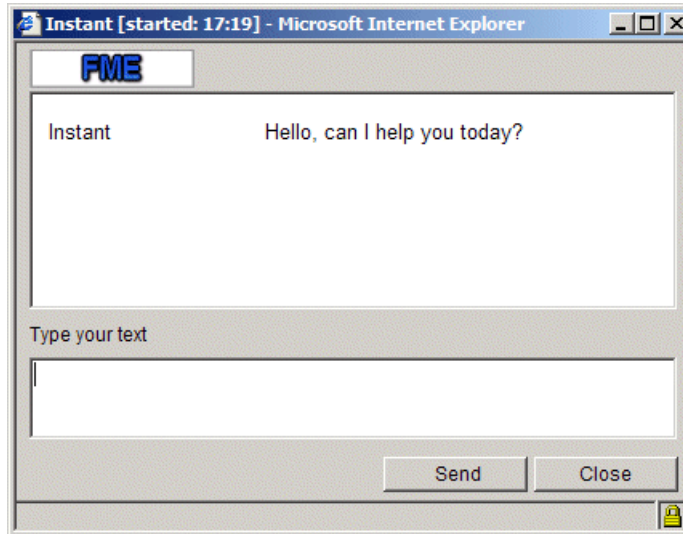 Instant [started: 17:19] - Microsoft Internet Explorer
FME
Instant Hello, can I help you today?
Type your text
Send Close